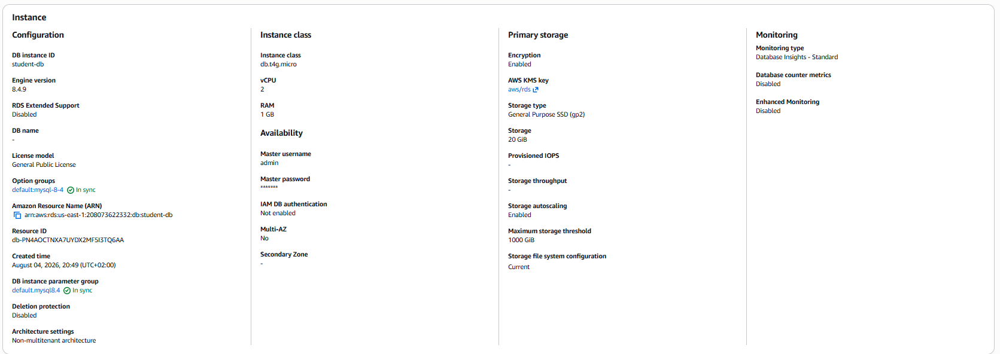 Instance
Configuration
DB instance ID
student-db
Engine version
8.4.9
RDS Extended Support
Disabled
DB name
-
License model
General Public License
Option groups
default:mysql-8-4 In sync
Amazon Resource Name (ARN)
arn:aws:rds:us-east-1:208073622332:db:student-db
Resource ID
db-PN4AOCTNXA7UYDX2MF5I3TQ6AA
Created time
August 04, 2026, 20:49 (UTC+02:00)
DB instance parameter group
default.mysql8.4 In sync
Deletion protection
Disabled
Architecture settings
Non-multitenant architecture
Instance class
Instance class
db.t4g.micro
vCPU
2
RAM
1 GB
Availability
Master username
admin
Master password
*******
IAM DB authentication
Not enabled
Multi-AZ
No
Secondary Zone
-
Primary storage
Encryption
Enabled
AWS KMS key
aws/rds
Storage type
General Purpose SSD (gp2)
Storage
20 GiB
Provisioned IOPS
-
Storage throughput
-
Storage autoscaling
Enabled
Maximum storage threshold
1000 GiB
Storage file system configuration
Current
Monitoring
Monitoring type
Database Insights - Standard
Database counter metrics
Disabled
Enhanced Monitoring
Disabled